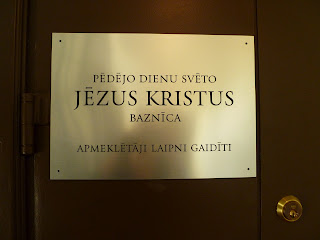 PĒDĒJO DIENU SVĒTO
JĒZUS KRISTUS
BAZNĪCA
APMEKLĒTĀJI LAIPNI GAIDĪTI